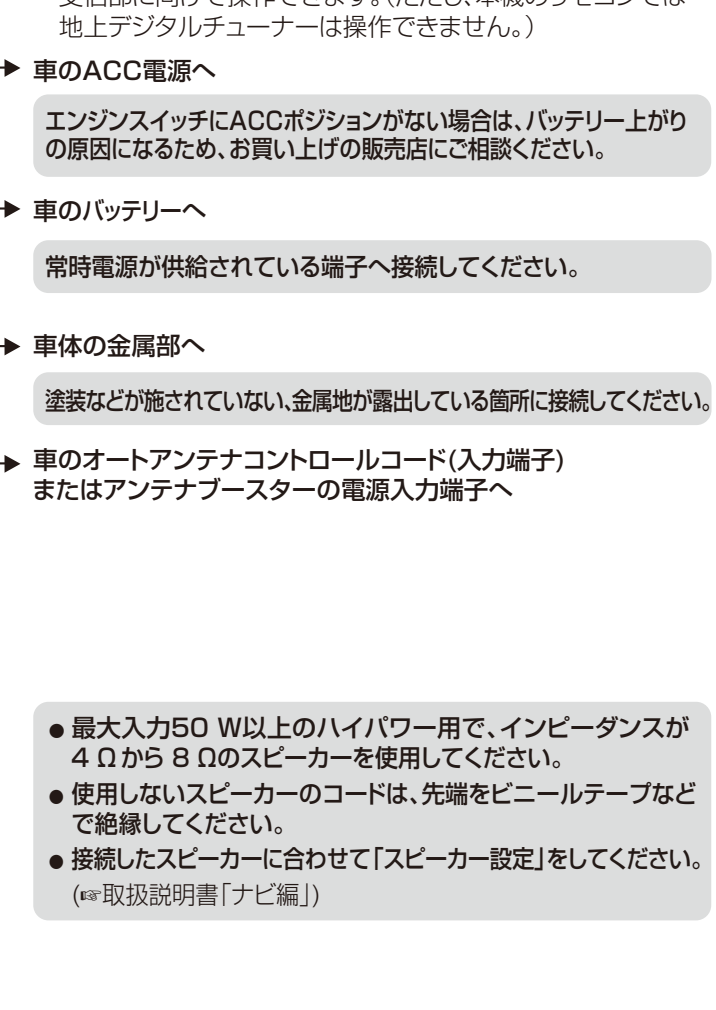 受信部に向けて操作できます。(ただし、本機のリモコンでは
地上デジタルチューナーは操作できません。)
車のACC電源へ
エンジンスイッチにACCポジションがない場合は、バッテリー上がり
の原因になるため、お買い上げの販売店にご相談ください。
車のバッテリーへ
常時電源が供給されている端子へ接続してください。
車体の金属部へ
塗装などが施されていない、金属地が露出している箇所に接続してください。
車のオートアンテナコントロールコード(入力端子)
またはアンテナブースターの電源入力端子へ
● 最大入力50 W以上のハイパワー用で、インピーダンスが
4 Ω から 8 Ωのスピーカーを使用してください。
● 使用しないスピーカーのコードは、先端をビニールテープなど
で絶縁してください。
● 接続したスピーカーに合わせて「スピーカー設定」をしてください。
(☞取扱説明書「ナビ編」)